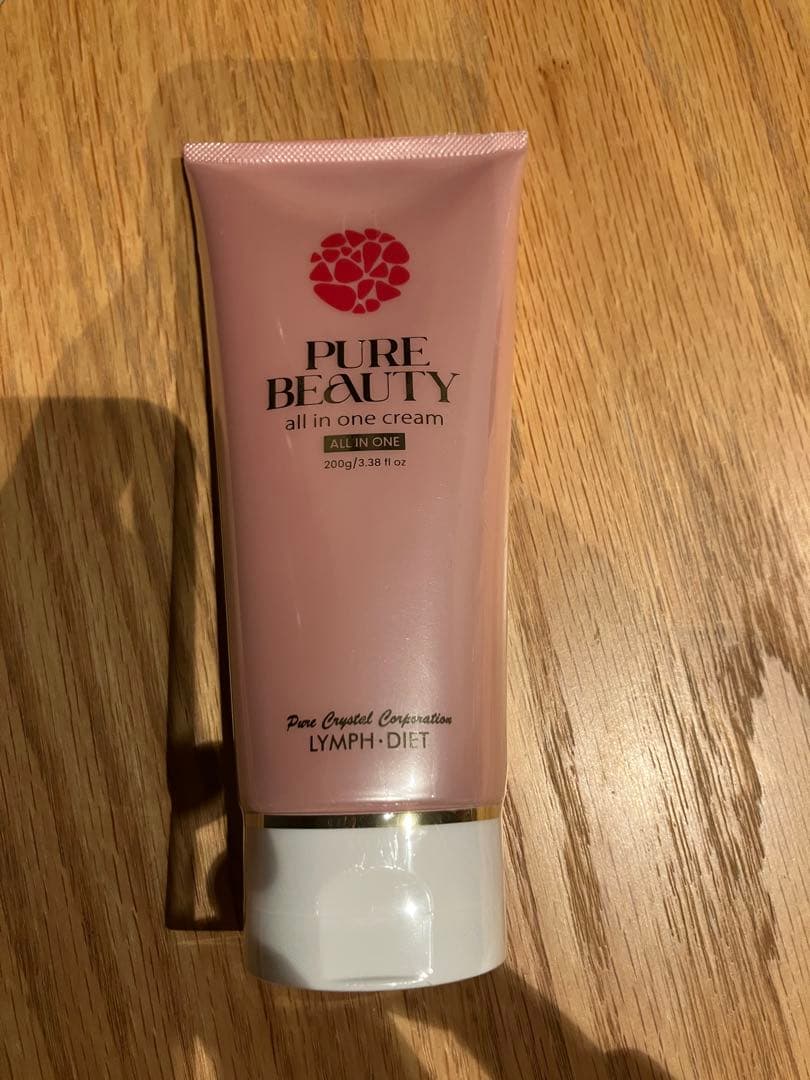 PURE
BEAUTY
all in one cream
ALL IN ONE
200g/3.38 fl oz
Pure Crystal Corporation
LYMPH・DIET